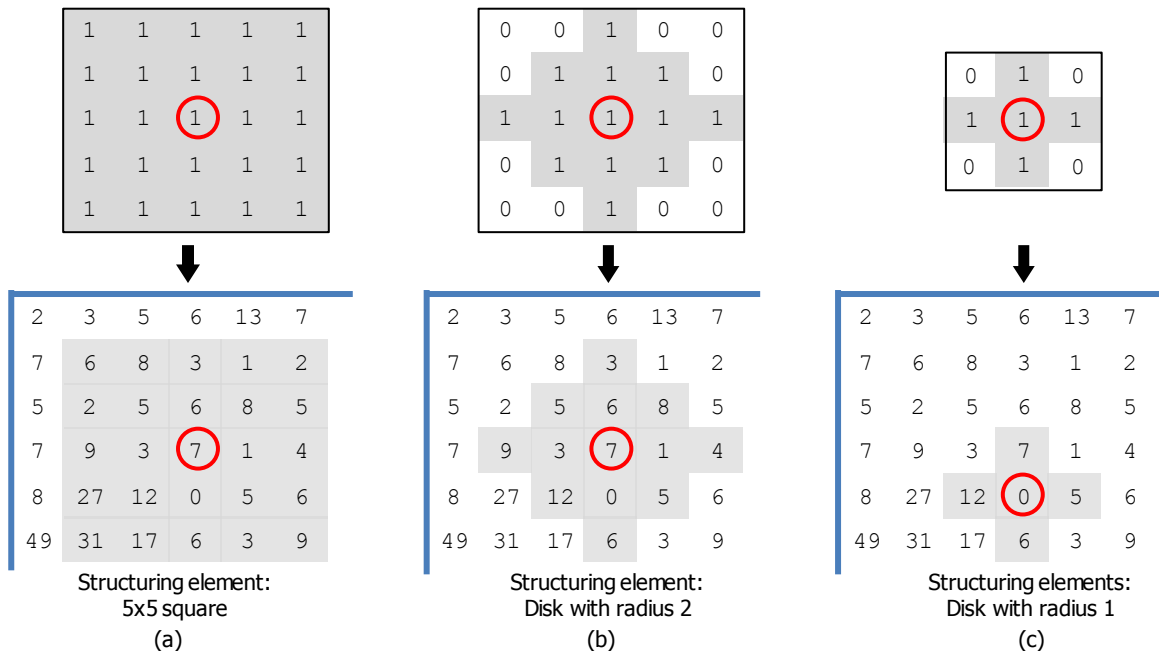 1 1 1 1 1
1 1 1 1 1
1 1 1 1 1
1 1 1 1 1
1 1 1 1 1
2 3 5 6 13 7
7 6 8 3 1 2
5 2 5 6 8 5
7 9 3 7 1 4
8 27 12 0 5 6
49 31 17 6 3 9
Structuring element:
5x5 square
(a)
0 0 1 0 0
0 1 1 1 0
1 1 1 1 1
0 1 1 1 0
0 0 1 0 0
2 3 5 6 13 7
7 6 8 3 1 2
5 2 5 6 8 5
7 9 3 7 1 4
8 27 12 0 5 6
49 31 17 6 3 9
Structuring element:
Disk with radius 2
(b)
0 1 0
1 1 1
0 1 0
2 3 5 6 13 7
7 6 8 3 1 2
5 2 5 6 8 5
7 9 3 7 1 4
8 27 12 0 5 6
49 31 17 6 3 9
Structuring elements:
Disk with radius 1
(c)